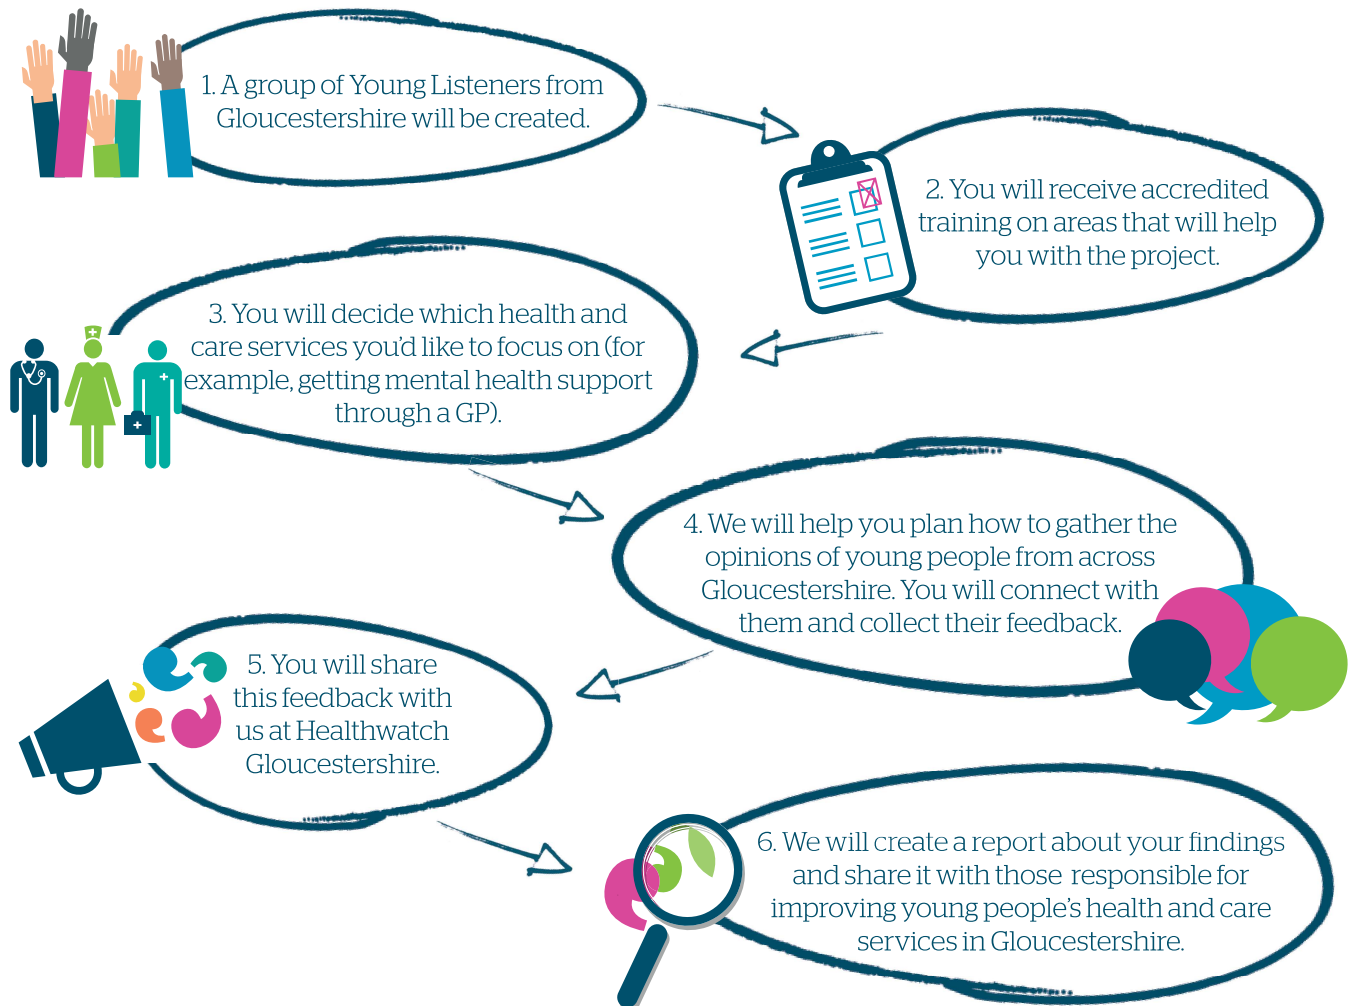 1. A group of Young Listeners from
Gloucestershire will be created.
2. You will receive accredited
training on areas that will help
you with the project.
3. You will decide which health and
care services you'd like to focus on (for
example, getting mental health support
through a GP).
4. We will help you plan how to gather the
opinions of young people from across
Gloucestershire. You will connect with
them and collect their feedback.
5. You will share
this feedback with
us at Healthwatch
Gloucestershire.
6. We will create a report about your findings
and share it with those responsible for
improving young people's health and care
services in Gloucestershire.